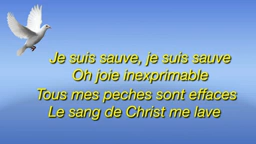 Je suis sauve, je suis sauve
Oh joie inexprimable
Tous mes peches sont effaces
Le sang de Christ me lave